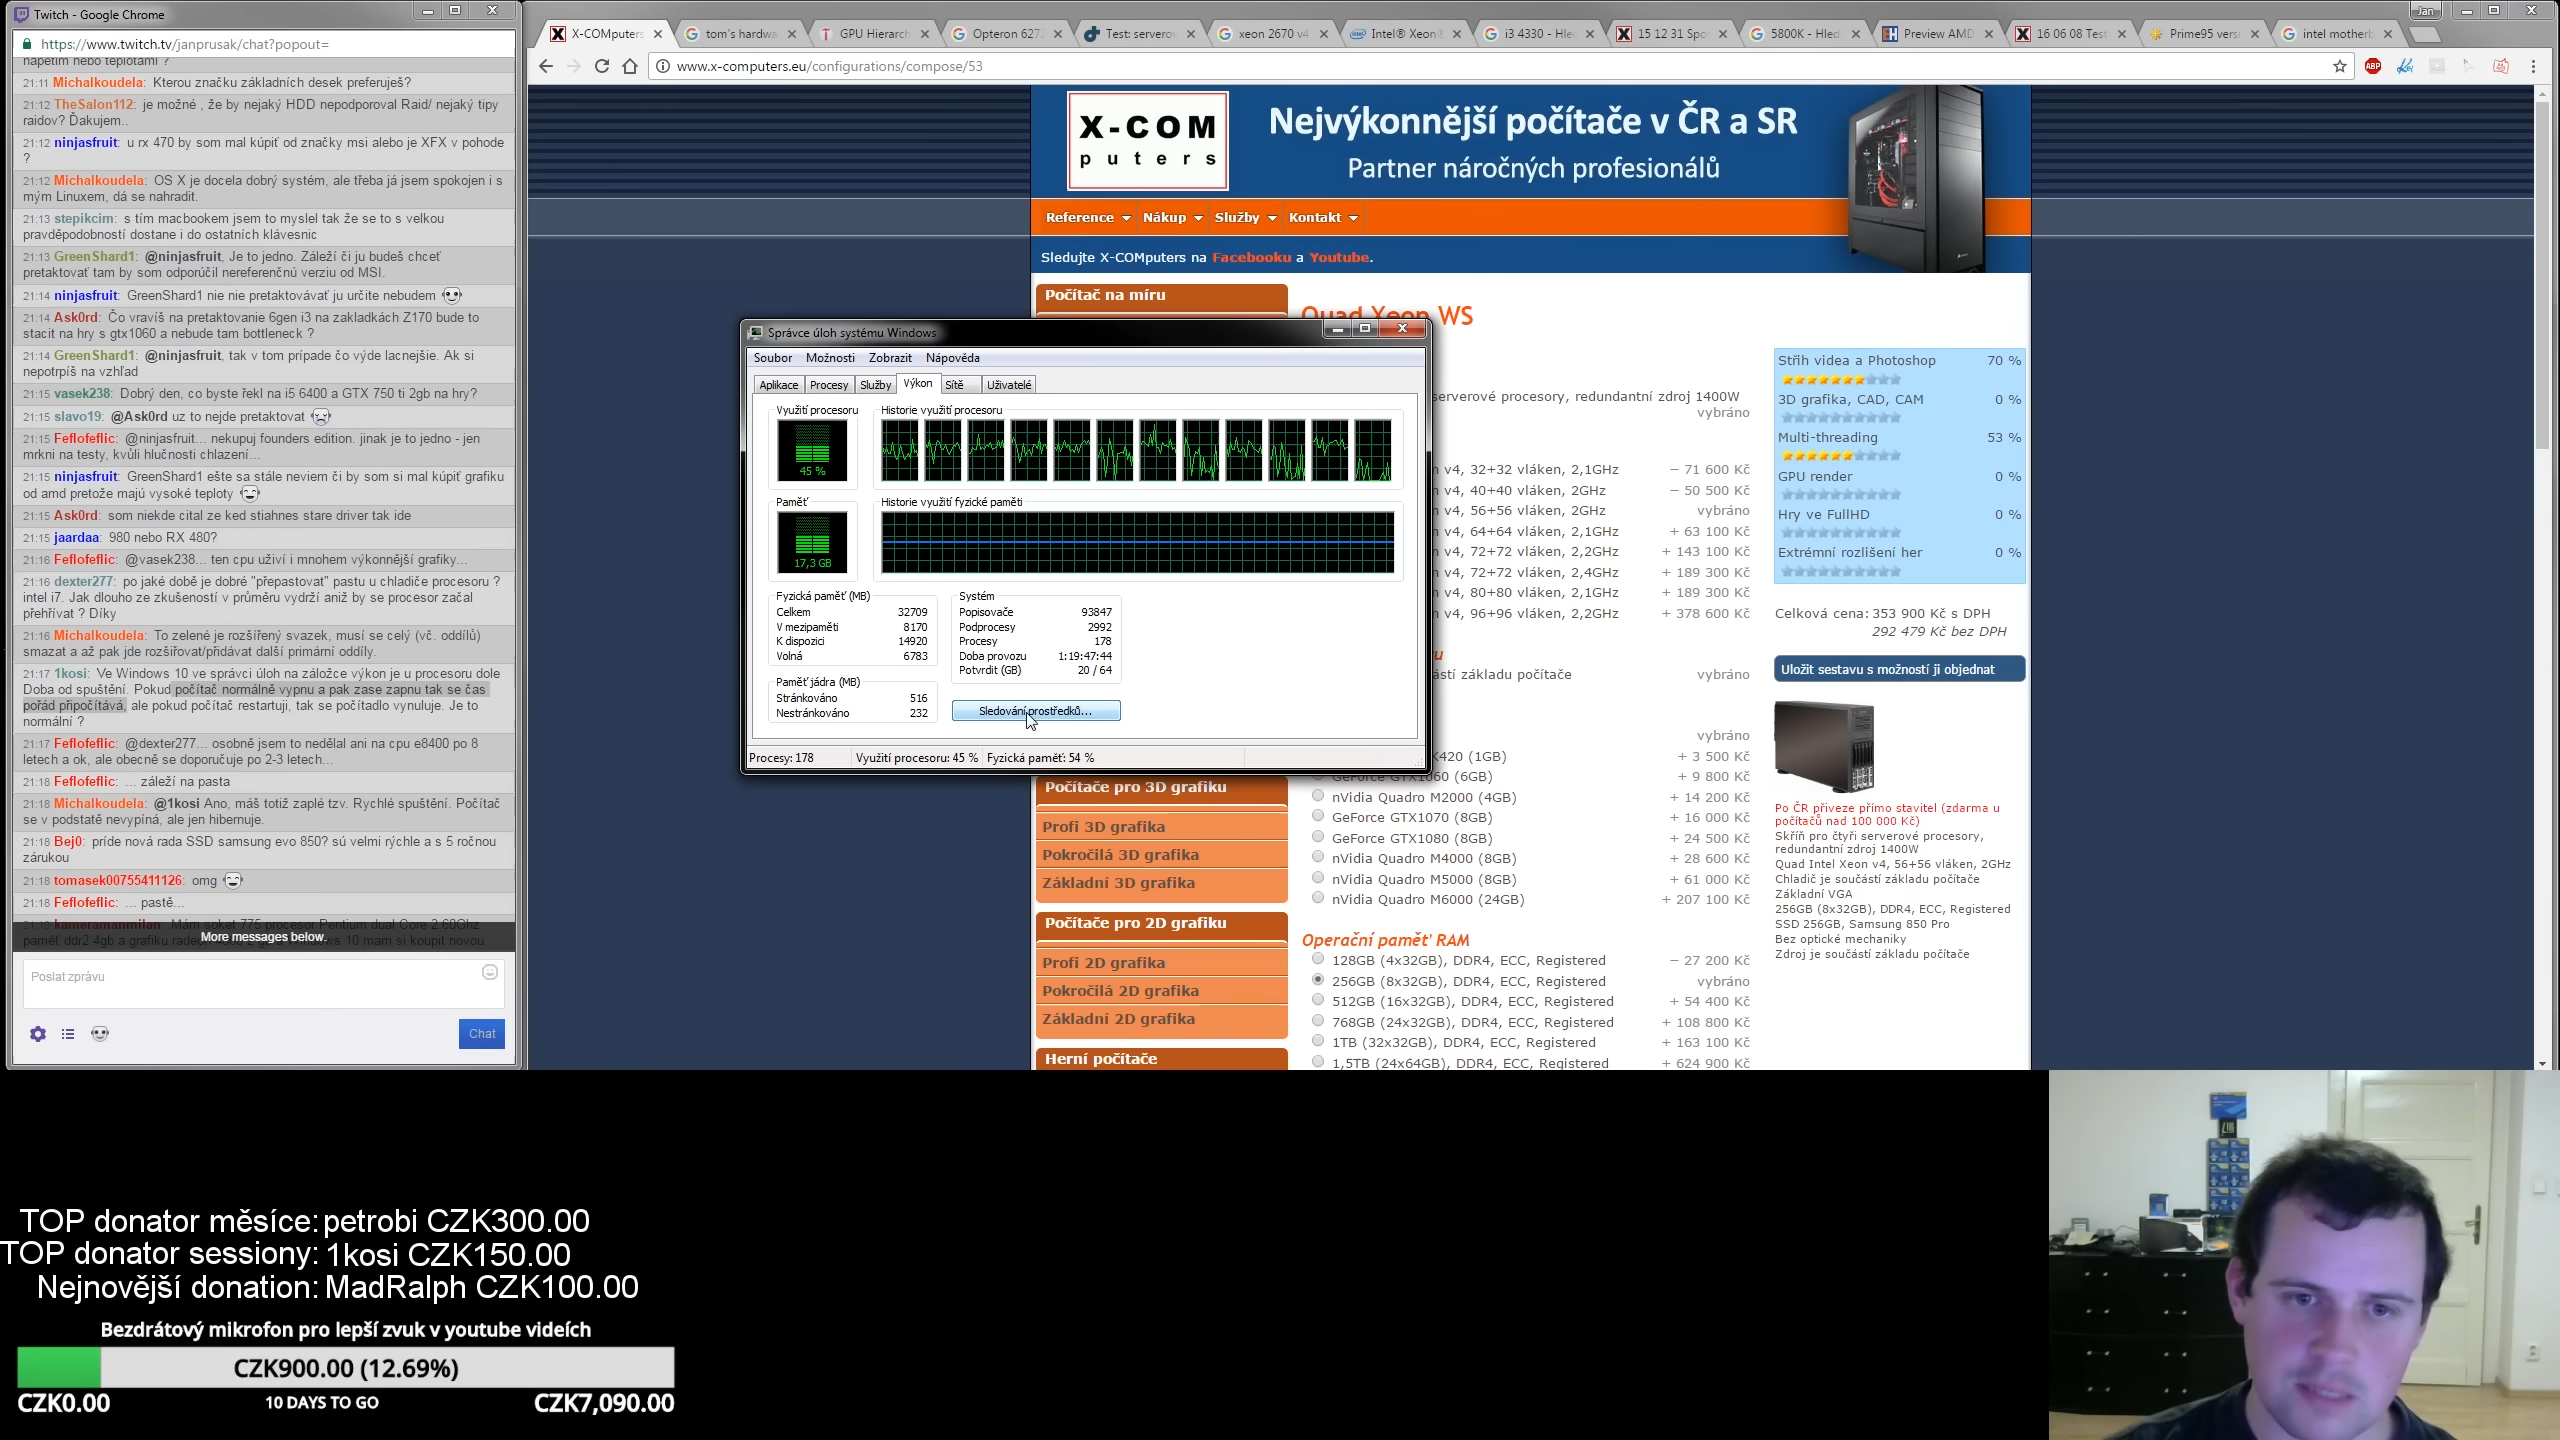 Twitch - Google Chrome
https://www.twitch.tv/janprusak/chat?popopout=
napětím nebo teplotami ?
21:11 Michalkoudela: Kterou značku základních desek preferuješ?
21:12 TheSalon112: je možné , že by nejaký HDD nepodporoval Raid/ nejaký tipy
raidov? Ďakujem..
21:12 ninjasfruit: u rx 470 by som mal kúpiť od značky msi alebo je XFX v pohode
?
21:12 Michalkoudela: OS X je docela dobrý systém, ale třeba já jsem spokojen i s
mým Linuxem, dá se nahradit.
21:13 stepikcim: s tím macbookem jsem to myslel tak že se to s velkou
pravděpodobností dostane i do ostatních klávesnic
21:13 GreenShard1: @ninjasfruit, Je to jedno. Záleží či ju budeš chceť
pretaktovať tam by som odporúčil nereferenčnú verziu od MSI.
21:14 ninjasfruit: GreenShard1 nie nie pretaktovávať ju určite nebudem
21:14 Ask0rd: Čo vravíš na pretaktovanie 6gen i3 na zakladkách Z170 bude to
stacit na hry s gtx1060 a nebude tam bottleneck ?
21:14 GreenShard1: @ninjasfruit, tak v tom prípade čo výde lacnejšie. Ak si
nepotrpíš na vzhľad
21:15 vasek238: Dobrý den, co byste řekl na i5 6400 a GTX 750 ti 2gb na hry?
21:15 slavo19: @Ask0rd uz to nejde pretaktovat
21:15 Feflofeflic: @ninjasfruit... nekupuj founders edition. jinak je to jedno - jen
mrkni na testy, kvůli hlučnosti chlazení...
21:15 ninjasfruit: GreenShard1 ešte sa stále neviem či by som si mal kúpiť grafiku
od amd pretože majú vysoké teploty
21:15 Ask0rd: som niekde cital ze ked stiahnes stare driver tak ide
21:15 jaardaa: 980 nebo RX 480?
21:16 Feflofeflic: @vasek238... ten cpu uživí i mnohem výkonnější grafiky...
21:16 dexter277: po jaké době je dobré "přepastovat" pastu u chladiče procesoru ?
intel i7. Jak dlouho ze zkušeností v průměru vydrží aniž by se procesor začal
přehřívat ? Díky
21:16 Michalkoudela: To zelené je rozšířený svazek, musí se celý (vč. oddílů)
smazat a až pak jde rozšiřovat/přidávat další primární oddíly.
21:17 1kosi: Ve Windows 10 ve správci úloh na záložce výkon je u procesoru dole
Doba od spuštění. Pokud počítač normálně vypnu a pak zase zapnu tak se čas
pořád připočítává, ale pokud počítač restartuji, tak se počítadlo vynuluje. Je to
normální ?
21:17 Feflofeflic: @dexter277... osobně jsem to nedělal ani na cpu e8400 po 8
letech a ok, ale obecně se doporučuje po 2-3 letech...
21:18 Feflofeflic: ... záleží na pasta
21:18 Michalkoudela: @1kosi Ano, máš totiž zaplé tzv. Rychlé spuštění. Počítač
se v podstatě nevypíná, ale jen hibernuje.
21:18 Bej0: príde nová rada SSD samsung evo 850? sú velmi rýchle a s 5 ročnou
zárukou
21:18 tomasek00755411126: omg
21:18 Feflofeflic: ... pastě...
21:19 kameramanmilan: Mám soket 775 procesor Pentium dual Core 2.60Ghz
More messages below.
Poslat zprávu
Chat
X-COMputers
tom's hardwa
GPU Hierarch
Opteron 627
Test: serverov
xeon 2670 v4
Intel® Xeon®
i3 4330 - Hle
15 12 31 Spo
5800K - Hled
Preview AMD
16 06 08 Test
Prime95 vers
intel motherb
Jan
www.x-computers.eu/configurations/compose/53
ABP
X-COM
puters
Nejvýkonnější počítače v ČR a SR
Partner náročných profesionálů
Reference Nákup Služby Kontakt
Sledujte X-COMputers na Facebooku a Youtube.
Počítač na míru
Quad Xeon WS
Správce úloh systému Windows
Soubor Možnosti Zobrazit Nápověda
Aplikace Procesy Služby Výkon Sítě Uživatelé
Využití procesoru
Historie využití procesoru
45 %
Paměť
Historie využití fyzické paměti
17,3 GB
Fyzická paměť (MB)
Celkem 32709
V mezipaměti 8170
K dispozici 14920
Volná 6783
Paměť jádra (MB)
Stránkováno 516
Nestránkováno 232
Systém
Popisovače 93847
Podprocesy 2992
Procesy 178
Doba provozu 1:19:47:44
Potvrdit (GB) 20 / 64
Sledování prostředků...
Procesy: 178 Využití procesoru: 45 % Fyzická paměť: 54 %
serverové procesory, redundantní zdroj 1400W
vybráno
n v4, 32+32 vláken, 2,1GHz − 71 600 Kč
n v4, 40+40 vláken, 2GHz − 50 500 Kč
n v4, 56+56 vláken, 2GHz vybráno
n v4, 64+64 vláken, 2,1GHz + 63 100 Kč
n v4, 72+72 vláken, 2,2GHz + 143 100 Kč
n v4, 72+72 vláken, 2,4GHz + 189 300 Kč
n v4, 80+80 vláken, 2,1GHz + 189 300 Kč
n v4, 96+96 vláken, 2,2GHz + 378 600 Kč
u
stí základu počítače vybráno
vybráno
K420 (1GB) + 3 500 Kč
GeForce GTX1060 (6GB) + 9 800 Kč
nVidia Quadro M2000 (4GB) + 14 200 Kč
GeForce GTX1070 (8GB) + 16 000 Kč
GeForce GTX1080 (8GB) + 24 500 Kč
nVidia Quadro M4000 (8GB) + 28 600 Kč
nVidia Quadro M5000 (8GB) + 61 000 Kč
nVidia Quadro M6000 (24GB) + 207 100 Kč
Operační paměť RAM
128GB (4x32GB), DDR4, ECC, Registered − 27 200 Kč
256GB (8x32GB), DDR4, ECC, Registered vybráno
512GB (16x32GB), DDR4, ECC, Registered + 54 400 Kč
768GB (24x32GB), DDR4, ECC, Registered + 108 800 Kč
1TB (32x32GB), DDR4, ECC, Registered + 163 100 Kč
1,5TB (24x64GB), DDR4, ECC, Registered + 624 900 Kč
Počítače pro 3D grafiku
Profi 3D grafika
Pokročilá 3D grafika
Základní 3D grafika
Počítače pro 2D grafiku
Profi 2D grafika
Pokročilá 2D grafika
Základní 2D grafika
Herní počítače
Střih videa a Photoshop 70 %
3D grafika, CAD, CAM 0 %
Multi-threading 53 %
GPU render 0 %
Hry ve FullHD 0 %
Extrémní rozlišení her 0 %
Celková cena: 353 900 Kč s DPH
292 479 Kč bez DPH
Uložit sestavu s možností ji objednat
Po ČR přiveze přímo stavitel (zdarma u
počítačů nad 100 000 Kč)
Skříň pro čtyři serverové procesory,
redundantní zdroj 1400W
Quad Intel Xeon v4, 56+56 vláken, 2GHz
Chladič je součástí základu počítače
Základní VGA
256GB (8x32GB), DDR4, ECC, Registered
SSD 256GB, Samsung 850 Pro
Bez optické mechaniky
Zdroj je součástí základu počítače
TOP donator měsíce: petrobi CZK300.00
TOP donator sessiony: 1kosi CZK150.00
Nejnovější donation: MadRalph CZK100.00
Bezdrátový mikrofon pro lepší zvuk v youtube videích
CZK900.00 (12.69%)
CZK0.00 10 DAYS TO GO CZK7,090.00